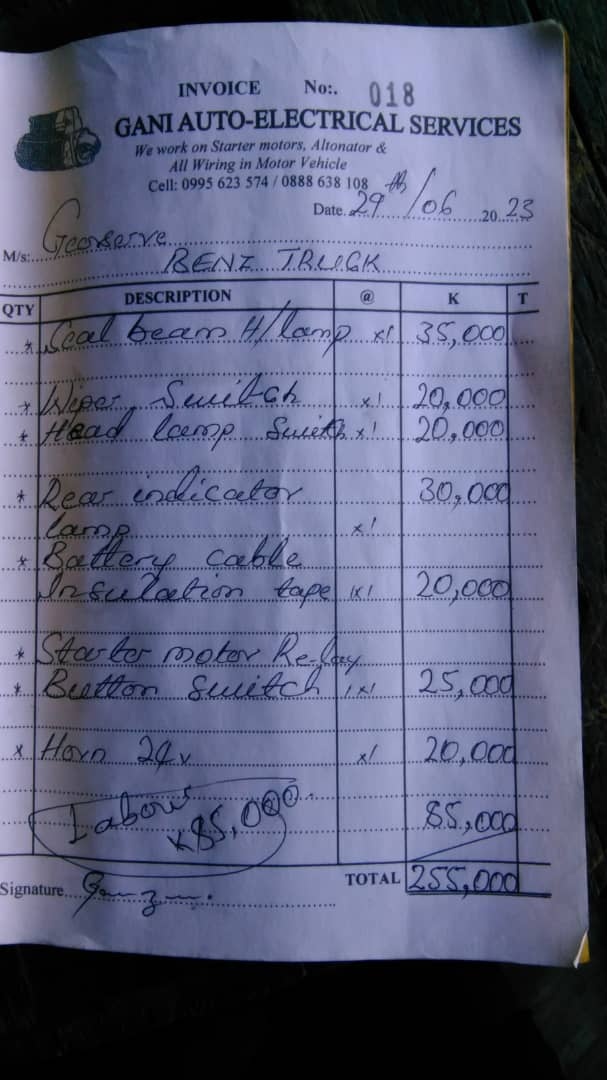 INVOICE No:. 018
GANI AUTO-ELECTRICAL SERVICES
We work on Starter motors, Altonator &
All Wiring in Motor Vehicle
Cell: 0995 623 574 / 0888 638 108
Date. 29th/06 20 23
M/s: Geoserve
BENZ TRUCK
QTY DESCRIPTION @ K T
* Seal beam H/lamp x1 35,000
* Wiper Switch x1 20,000
* Head lamp Switch x1 20,000
* Rear indicator 30,000
lamp x1
* Battery cable
Insulation tape 1x1 20,000
* Starter motor Relay
* Button Switch 1x1 25,000
* Horn 24v x1 20,000
Labour 85,000
K85,000
TOTAL 255,000
Signature